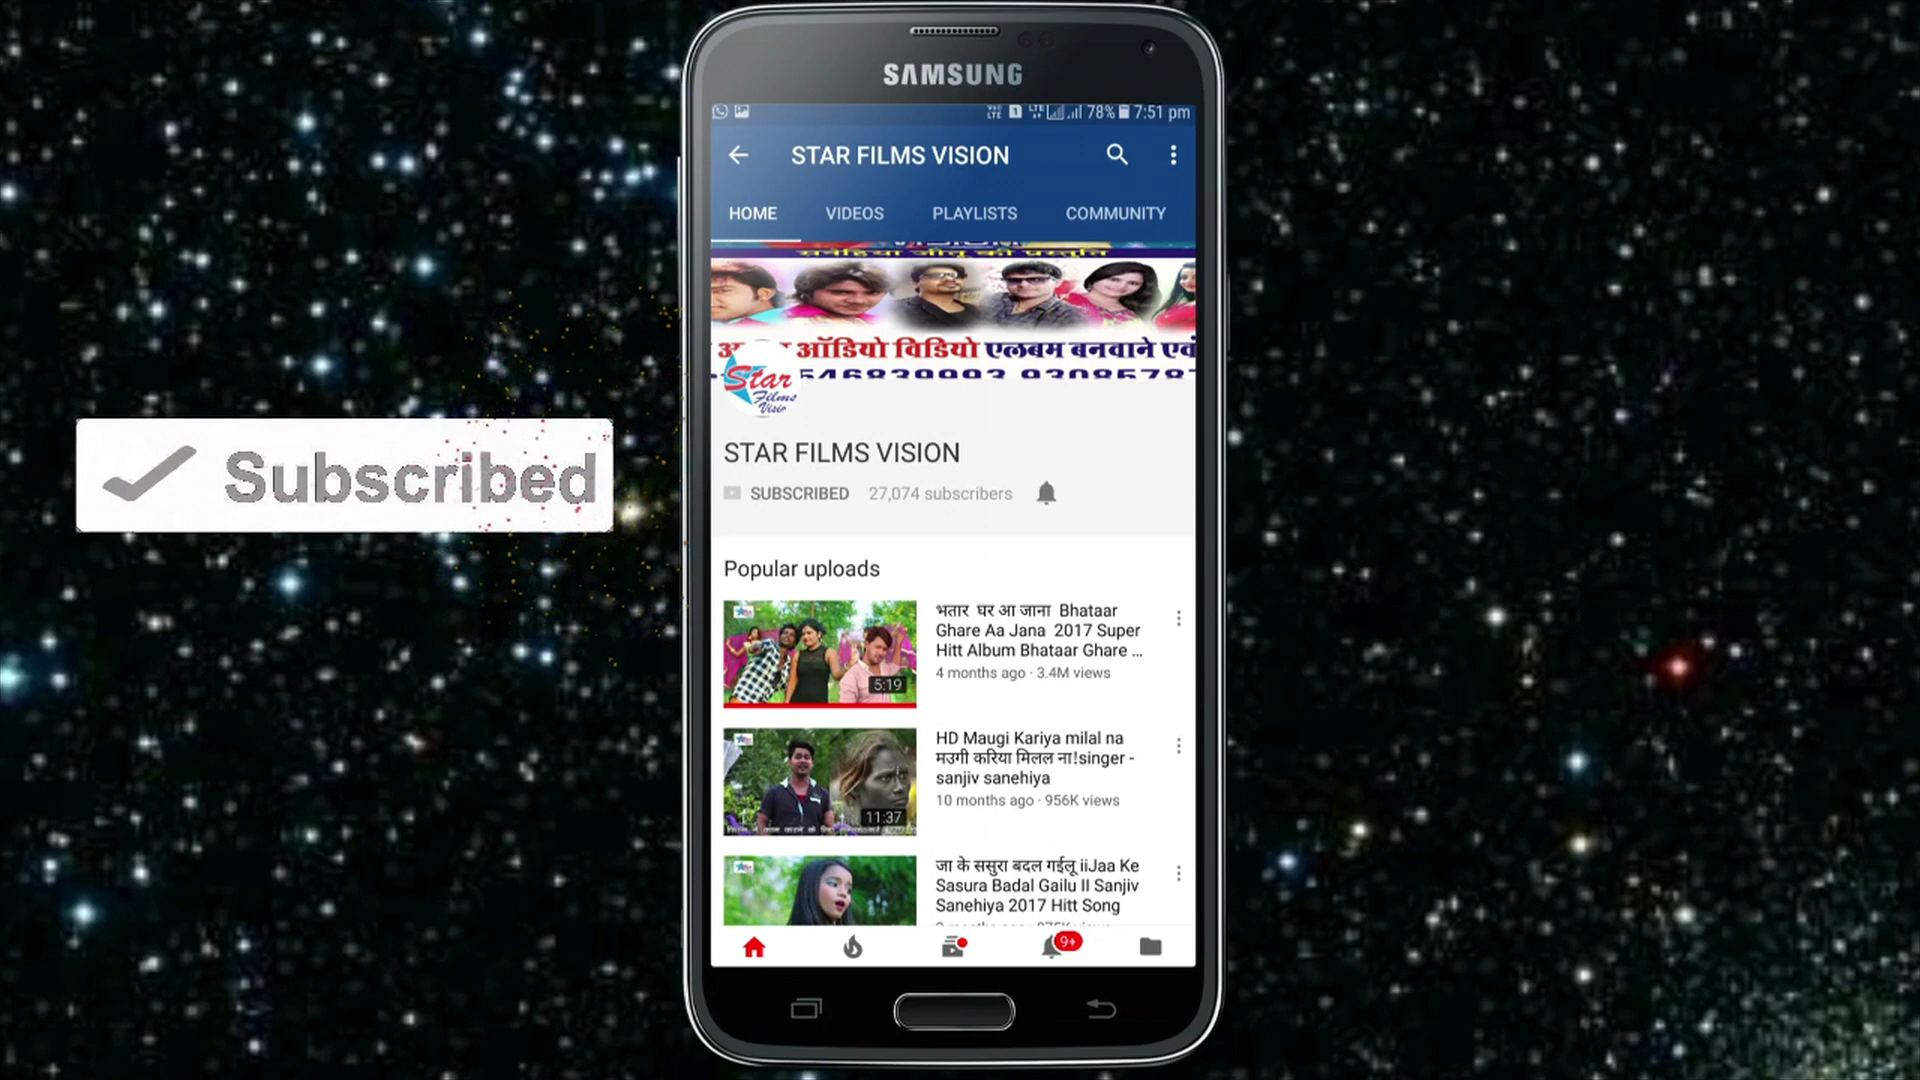 SAMSUNG
78% 7:51 pm
STAR FILMS VISION
HOME VIDEOS PLAYLISTS COMMUNITY
सनेहिया जीतू की प्रस्तुति
ऑडियो विडियो एलबम बनवाने एवं
Star
Films
STAR FILMS VISION
SUBSCRIBED 27,074 subscribers
Subscribed
Popular uploads
5:19
भतार घर आ जाना Bhataar
Ghare Aa Jana 2017 Super
Hitt Album Bhataar Ghare ...
4 months ago · 3.4M views
11:37
HD Maugi Kariya milal na
मउगी करिया मिलल ना!singer -
sanjiv sanehiya
10 months ago · 956K views
जा के ससुरा बदल गईलू iiJaa Ke
Sasura Badal Gailu II Sanjiv
Sanehiya 2017 Hitt Song
9+